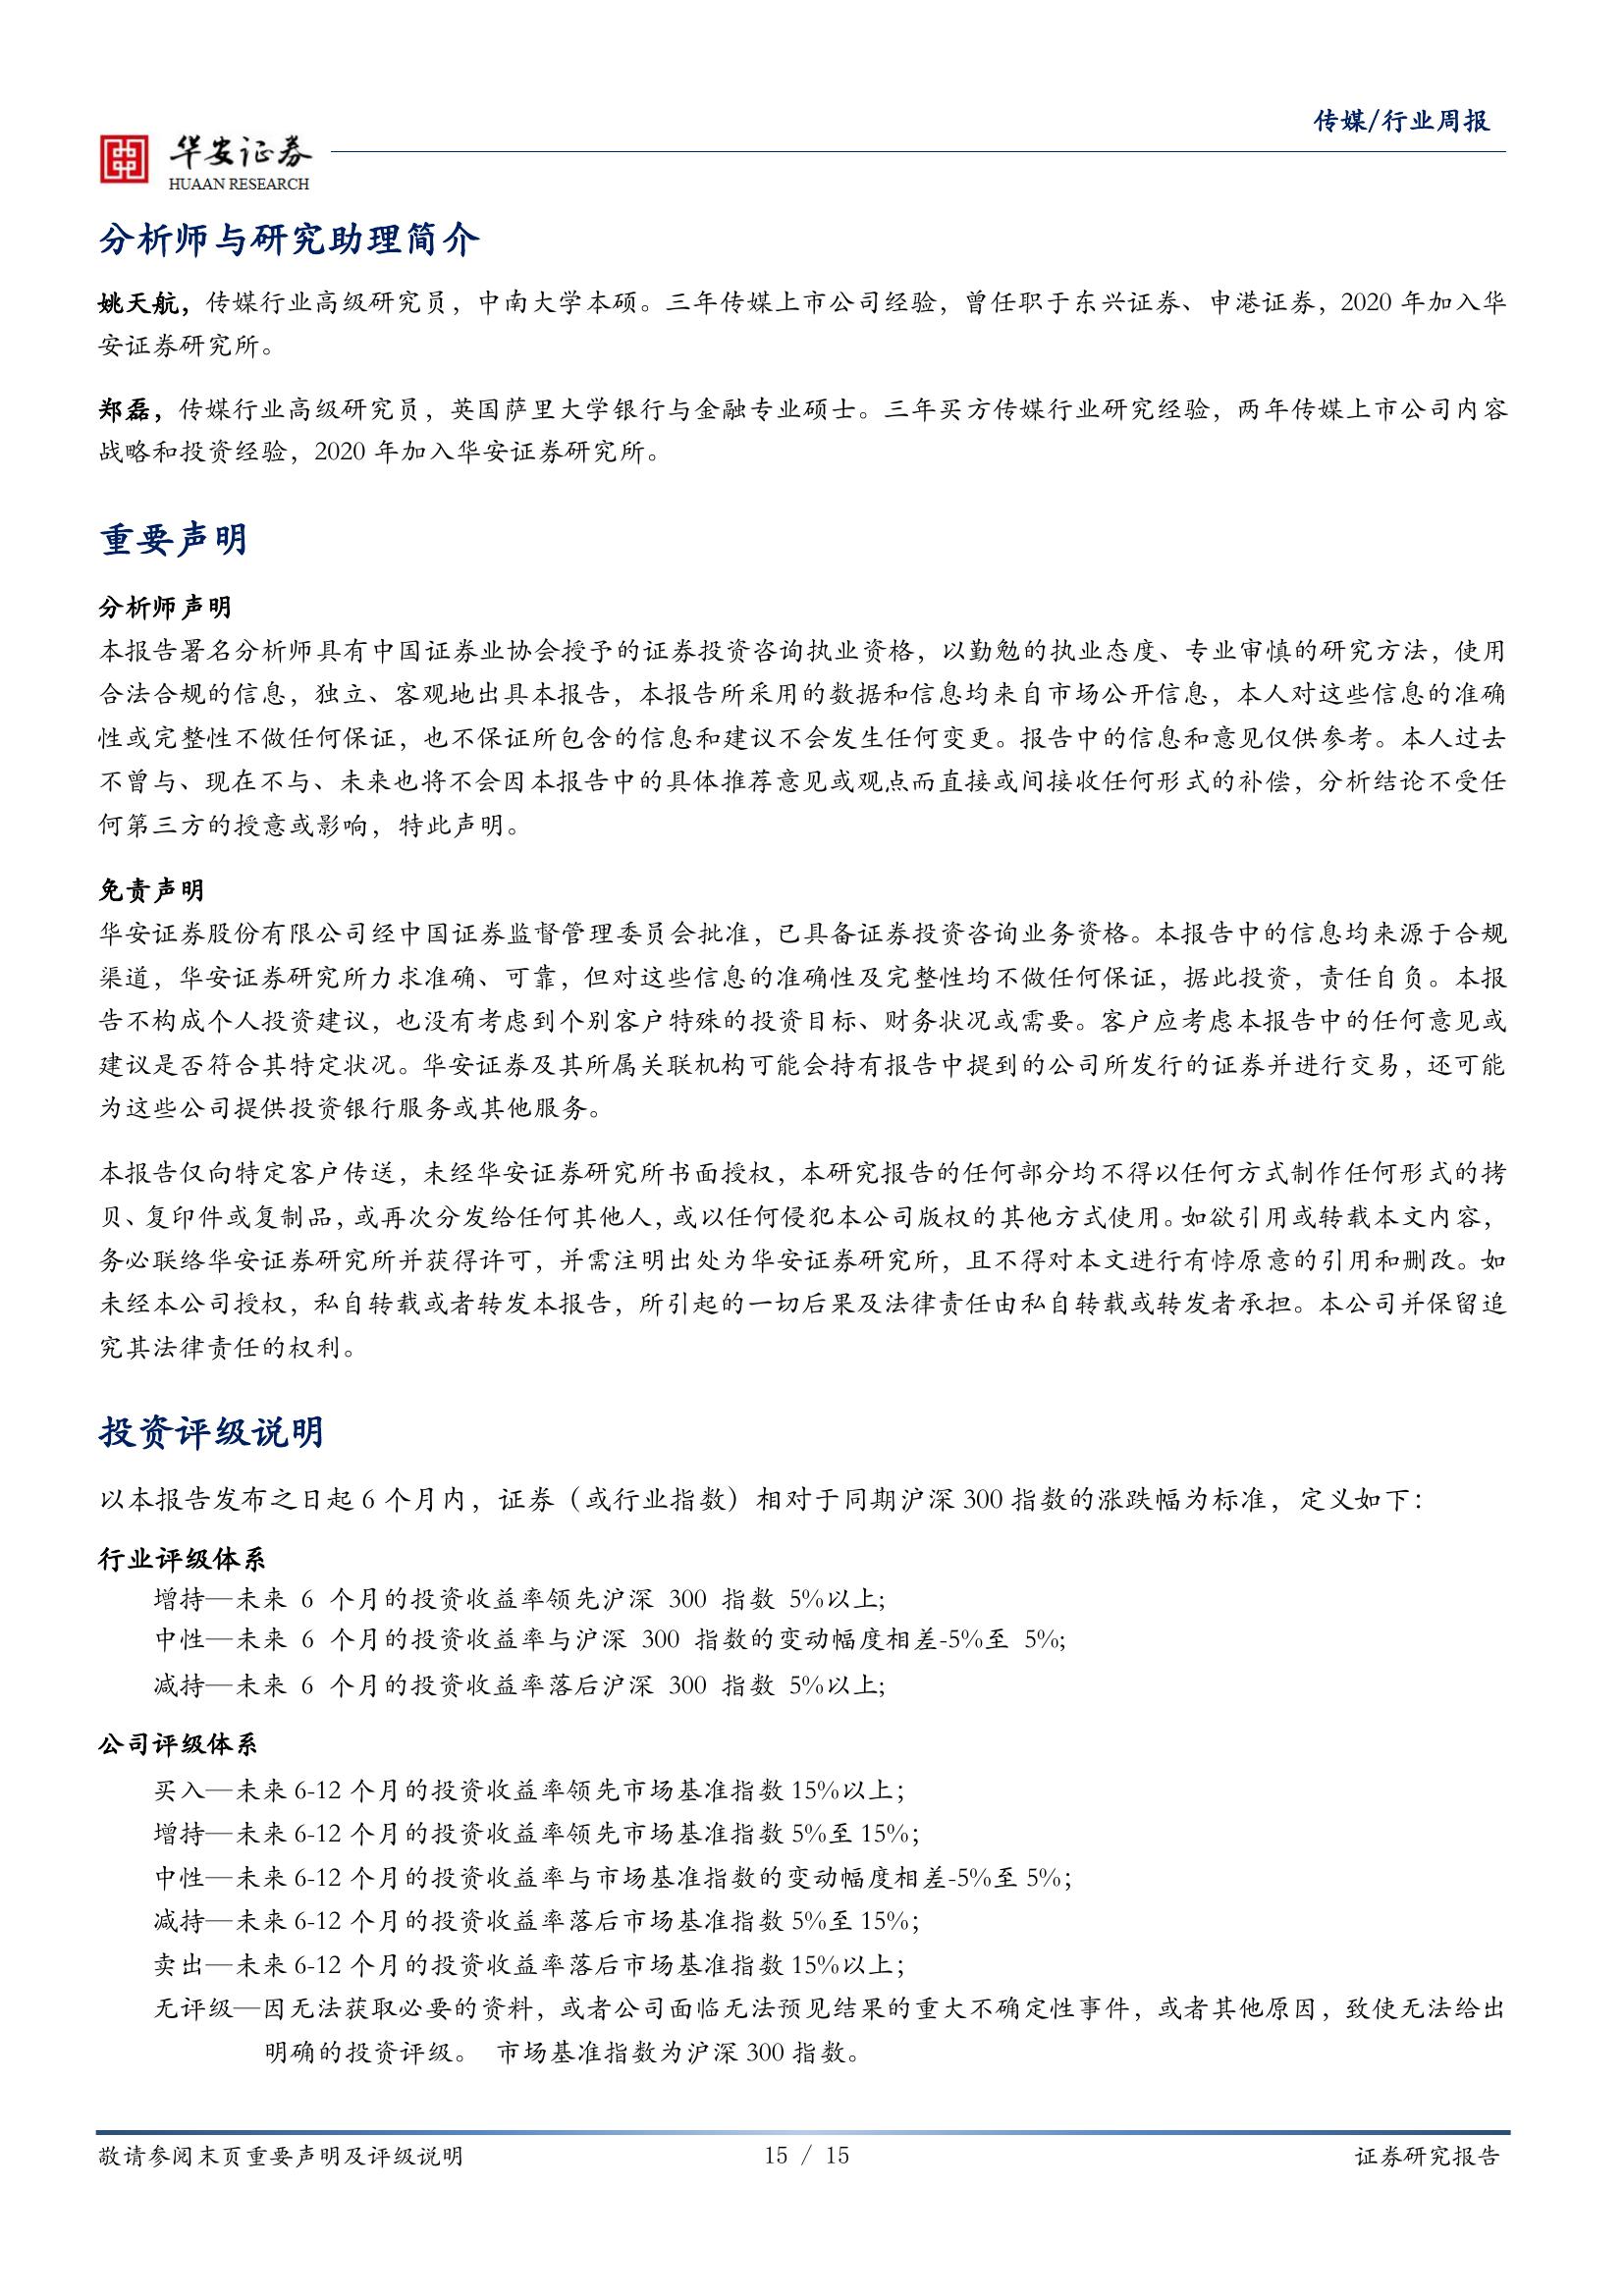 传媒/行业周报
华安证券
HUAAN RESEARCH
分析师与研究助理简介
姚天航，传媒行业高级研究员，中南大学本硕。三年传媒上市公司经验，曾任职于东兴证券、申港证券，2020 年加入华
安证券研究所。
郑磊，传媒行业高级研究员，英国萨里大学银行与金融专业硕士。三年买方传媒行业研究经验，两年传媒上市公司内容
战略和投资经验，2020 年加入华安证券研究所。
重要声明
分析师声明
本报告署名分析师具有中国证券业协会授予的证券投资咨询执业资格，以勤勉的执业态度、专业审慎的研究方法，使用
合法合规的信息，独立、客观地出具本报告，本报告所采用的数据和信息均来自市场公开信息，本人对这些信息的准确
性或完整性不做任何保证，也不保证所包含的信息和建议不会发生任何变更。报告中的信息和意见仅供参考。本人过去
不曾与、现在不与、未来也将不会因本报告中的具体推荐意见或观点而直接或间接收任何形式的补偿，分析结论不受任
何第三方的授意或影响，特此声明。
免责声明
华安证券股份有限公司经中国证券监督管理委员会批准，已具备证券投资咨询业务资格。本报告中的信息均来源于合规
渠道，华安证券研究所力求准确、可靠，但对这些信息的准确性及完整性均不做任何保证，据此投资，责任自负。本报
告不构成个人投资建议，也没有考虑到个别客户特殊的投资目标、财务状况或需要。客户应考虑本报告中的任何意见或
建议是否符合其特定状况。华安证券及其所属关联机构可能会持有报告中提到的公司所发行的证券并进行交易，还可能
为这些公司提供投资银行服务或其他服务。
本报告仅向特定客户传送，未经华安证券研究所书面授权，本研究报告的任何部分均不得以任何方式制作任何形式的拷
贝、复印件或复制品，或再次分发给任何其他人，或以任何侵犯本公司版权的其他方式使用。如欲引用或转载本文内容，
务必联络华安证券研究所并获得许可，并需注明出处为华安证券研究所，且不得对本文进行有悖原意的引用和删改。如
未经本公司授权，私自转载或者转发本报告，所引起的一切后果及法律责任由私自转载或转发者承担。本公司并保留追
究其法律责任的权利。
投资评级说明
以本报告发布之日起 6 个月内，证券（或行业指数）相对于同期沪深 300 指数的涨跌幅为标准，定义如下：
行业评级体系
增持—未来 6 个月的投资收益率领先沪深 300 指数 5%以上;
中性—未来 6 个月的投资收益率与沪深 300 指数的变动幅度相差-5%至 5%;
减持—未来 6 个月的投资收益率落后沪深 300 指数 5%以上;
公司评级体系
买入—未来 6-12 个月的投资收益率领先市场基准指数 15%以上；
增持—未来 6-12 个月的投资收益率领先市场基准指数 5%至 15%；
中性—未来 6-12 个月的投资收益率与市场基准指数的变动幅度相差-5%至 5%；
减持—未来 6-12 个月的投资收益率落后市场基准指数 5%至 15%；
卖出—未来 6-12 个月的投资收益率落后市场基准指数 15%以上；
无评级—因无法获取必要的资料，或者公司面临无法预见结果的重大不确定性事件，或者其他原因，致使无法给出
明确的投资评级。 市场基准指数为沪深 300 指数。
敬请参阅末页重要声明及评级说明 15 / 15 证券研究报告